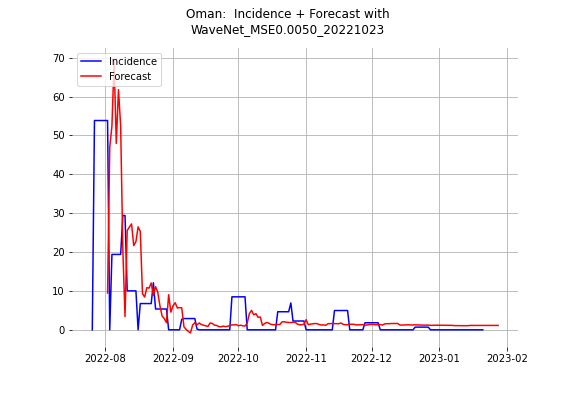 Oman:  Incidence + Forecast with
WaveNet_MSE0.0050_20221023
Incidence
Forecast
70
60
50
40
30
20
10
0
2022-08 2022-09 2022-10 2022-11 2022-12 2023-01 2023-02